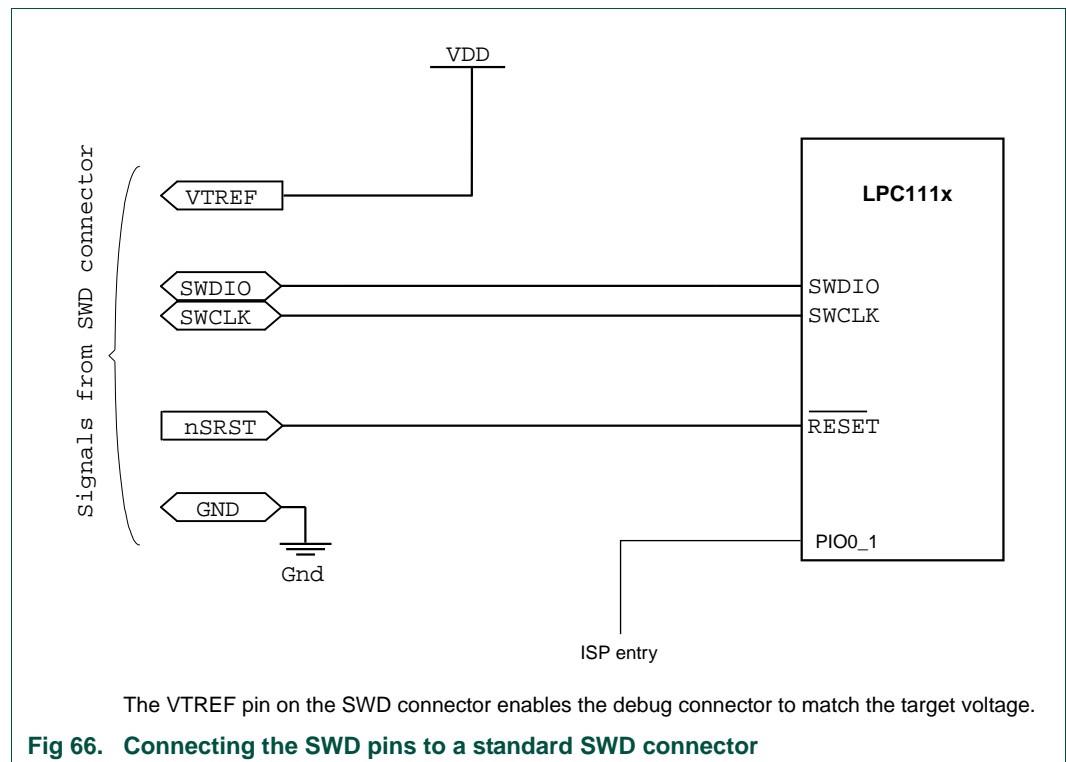 VDD
Signals from SWD connector
VTREF
LPC111x
SWDIO
SWDIO
SWCLK
SWCLK
nSRST
RESET
GND
Gnd
PIO0_1
ISP entry
The VTREF pin on the SWD connector enables the debug connector to match the target voltage.
Fig 66. Connecting the SWD pins to a standard SWD connector